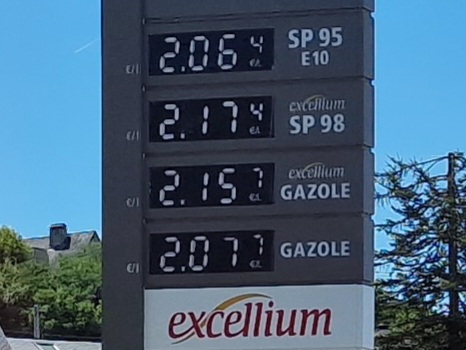 €/l 2.064 €/L SP 95
E10
€/l 2.174 €/L excellium
SP 98
€/l 2.157 €/L excellium
GAZOLE
€/l 2.077 €/L GAZOLE
excellium